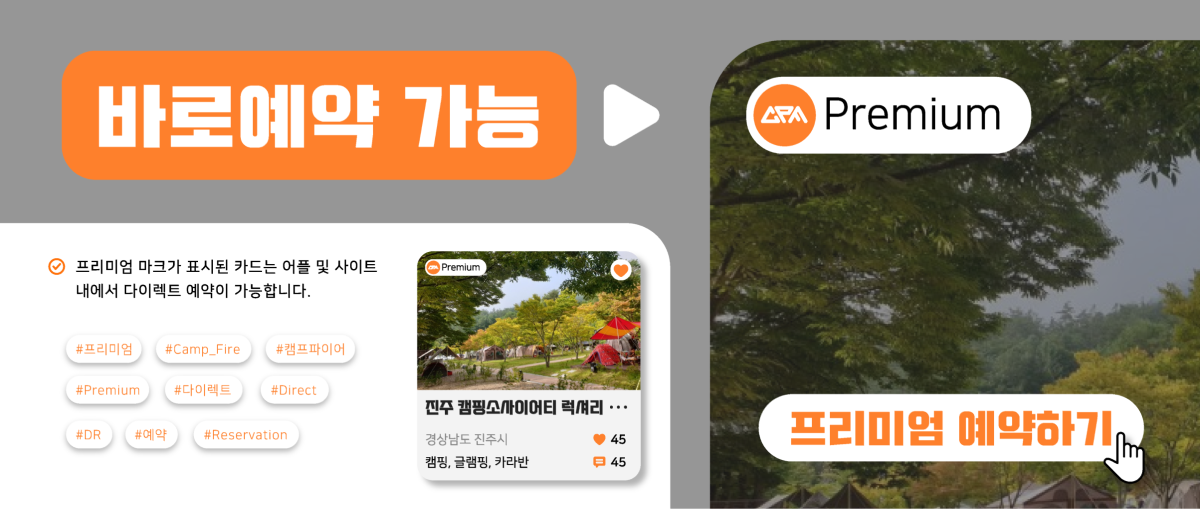 바로예약 가능
프리미엄 마크가 표시된 카드는 어플 및 사이트
내에서 다이렉트 예약이 가능합니다.
#프리미엄 #Camp_Fire #캠프파이어
#Premium #다이렉트 #Direct
#DR #예약 #Reservation
Premium
진주 캠핑소사이어티 럭셔리 ···
경상남도 진주시 45
캠핑, 글램핑, 카라반 45
Premium
프리미엄 예약하기